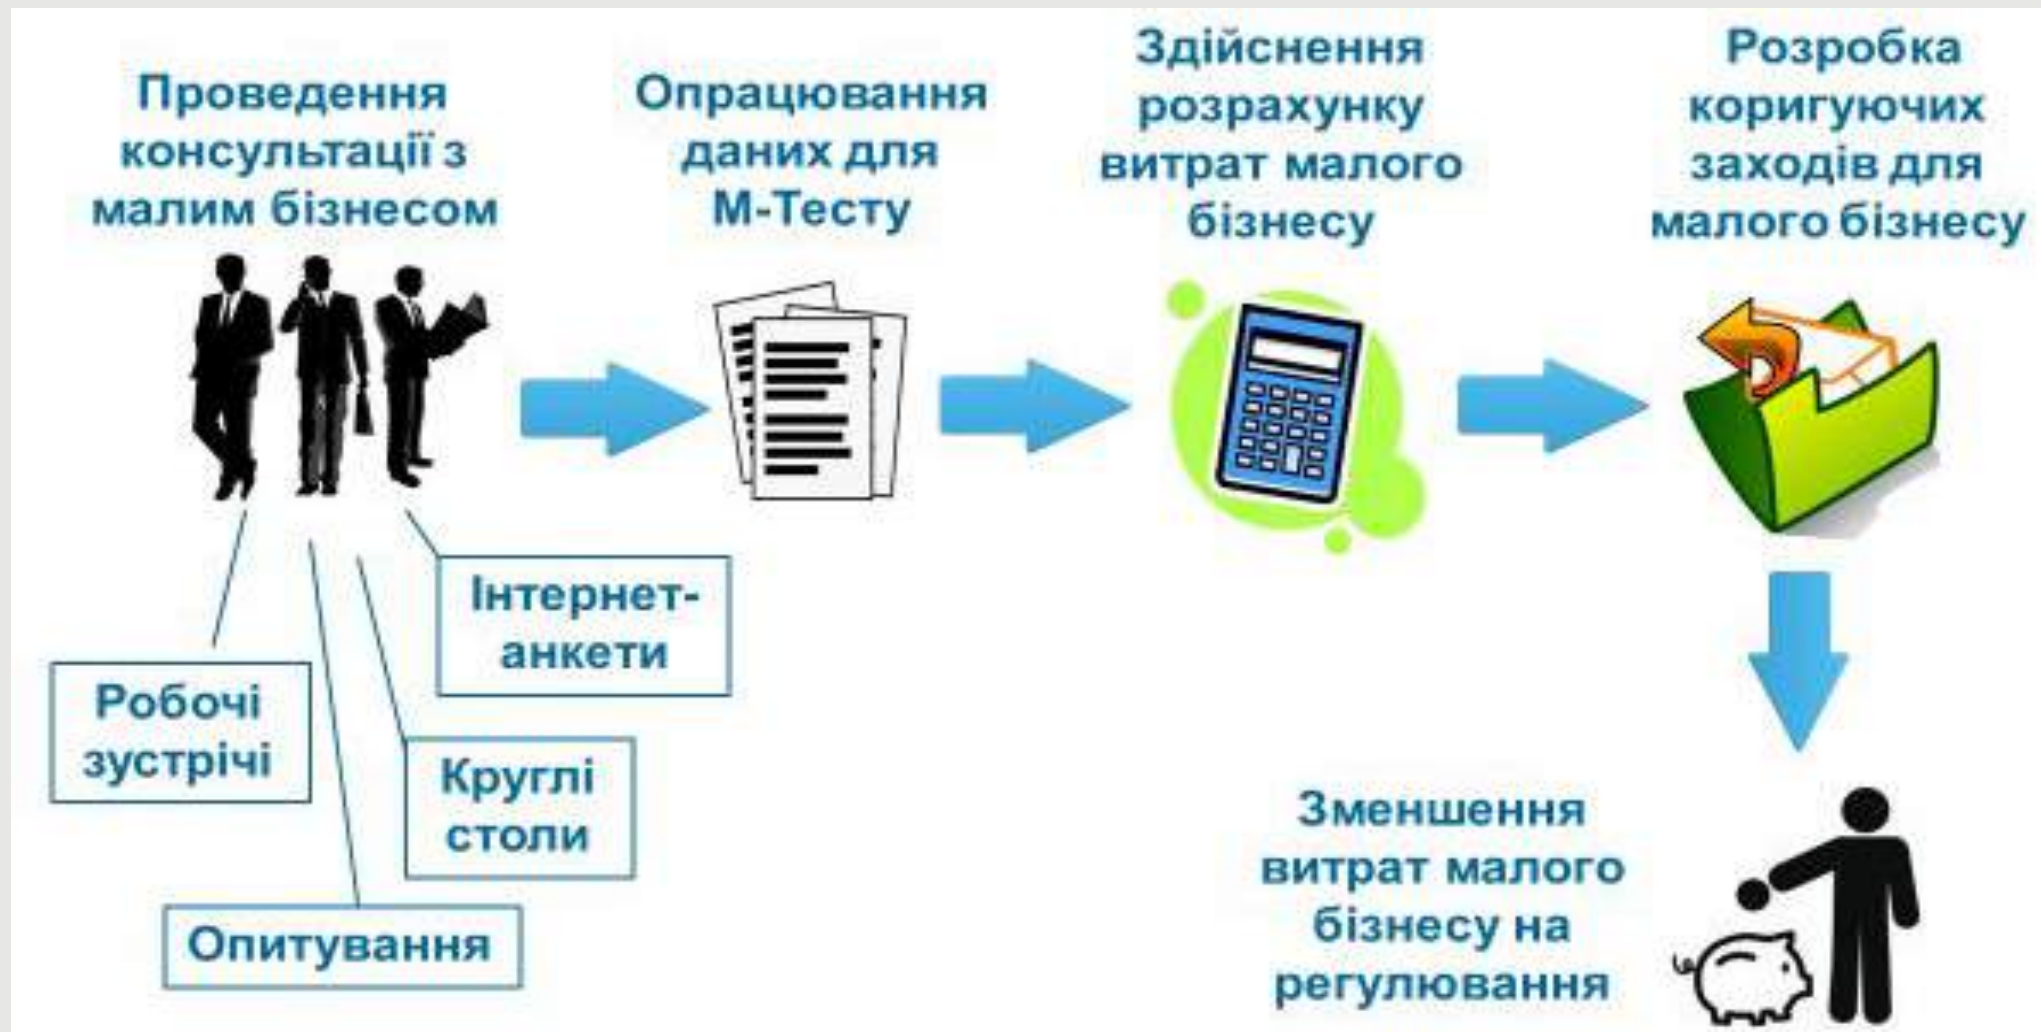 Проведення
консультації з
малим бізнесом
Опрацювання
даних для
М-Тесту
Здійснення
розрахунку
витрат малого
бізнесу
Розробка
коригуючих
заходів для
малого бізнесу
Інтернет-
анкети
Робочі
зустрічі
Круглі
столи
Опитування
Зменшення
витрат малого
бізнесу на
регулювання